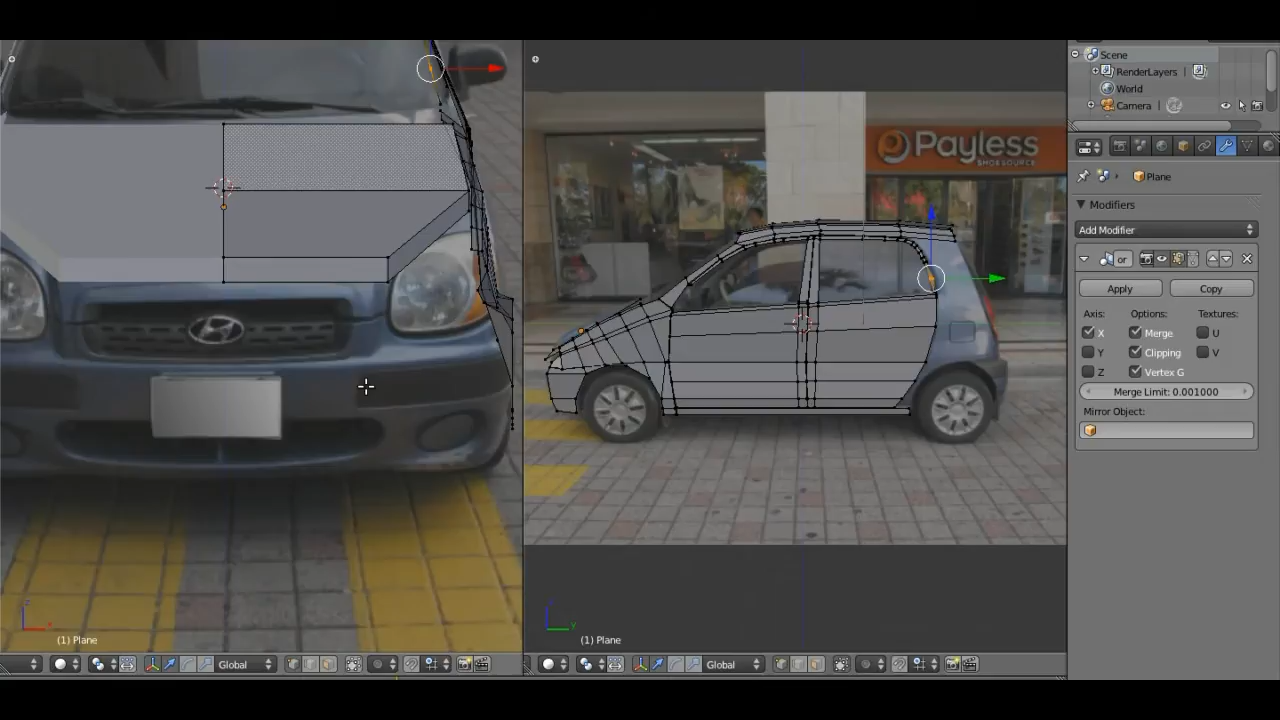 Scene
RenderLayers
World
Camera
Payless
SHOESOURCE
Plane
Modifiers
Add Modifier
or
Apply
Copy
Axis:
Options:
Textures:
X
Merge
U
Y
Clipping
V
Z
Vertex G
Merge Limit: 0.001000
Mirror Object:
(1) Plane
(1) Plane
Global
Global